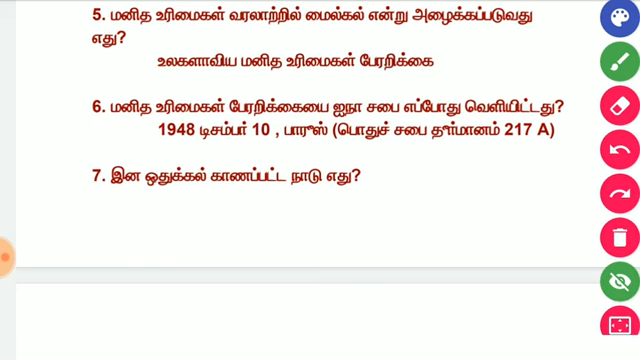 5. மனித உரிமைகள் வரலாற்றில் மைல்கல் என்று அழைக்கப்படுவது
எது?
உலகளாவிய மனித உரிமைகள் பேரறிக்கை
6. மனித உரிமைகள் பேரறிக்கையை ஐநா சபை எப்போது வெளியிட்டது?
1948 டிசம்பர் 10 , பாரூஸ் (பொதுச் சபை தூர்மானம் 217 A)
7. இன ஒதுக்கல் காணப்பட்ட நாடு எது?